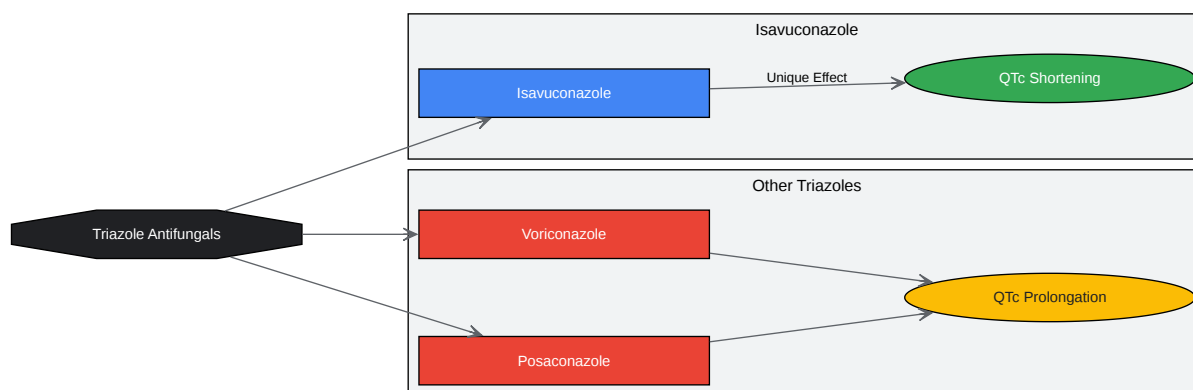 Isavuconazole
Isavuconazole
Unique Effect
QTc Shortening
Triazole Antifungals
Other Triazoles
Voriconazole
QTc Prolongation
Posaconazole